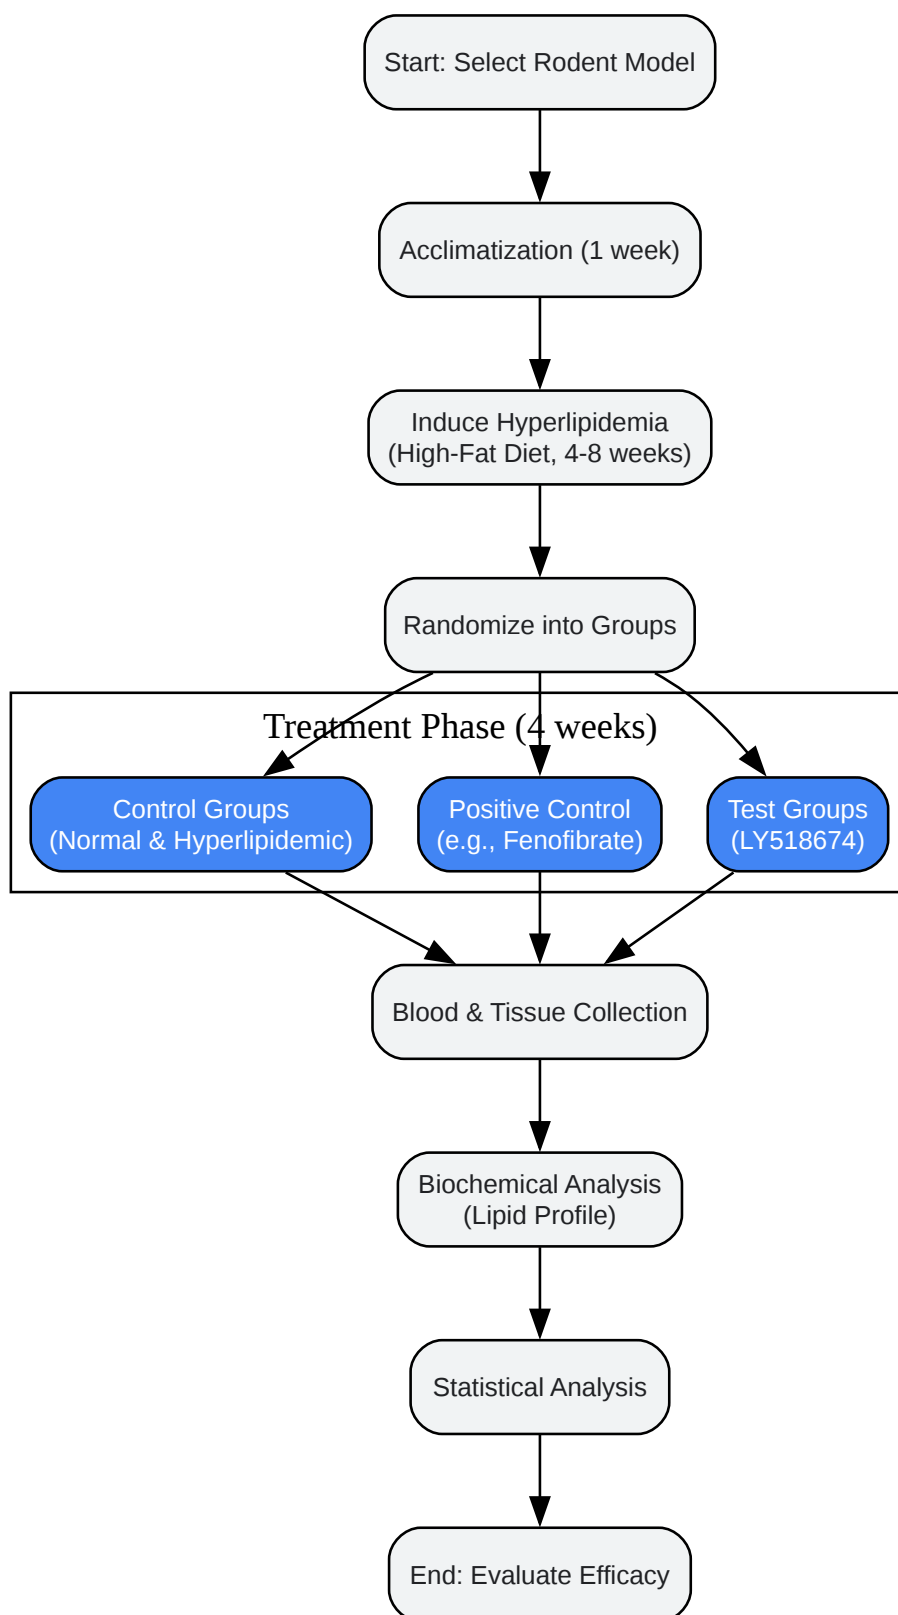 Start: Select Rodent Model
Acclimatization (1 week)
Induce Hyperlipidemia
(High-Fat Diet, 4-8 weeks)
Randomize into Groups
Treatment Phase (4 weeks)
Control Groups
(Normal & Hyperlipidemic)
Positive Control
(e.g., Fenofibrate)
Test Groups
(LY518674)
Blood & Tissue Collection
Biochemical Analysis
(Lipid Profile)
Statistical Analysis
End: Evaluate Efficacy